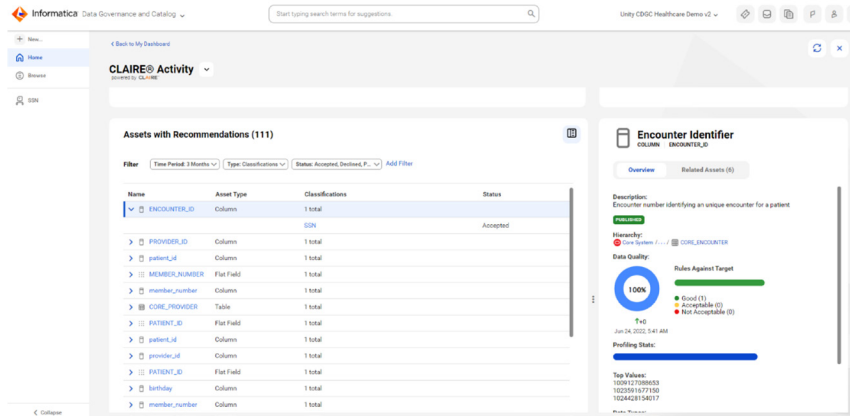 Informatica Data Governance and Catalog
Start typing search terms for suggestions
Unity CDGC Healthcare Demo v2
New...
Home
Browse
SSN
Collapse
Back to My Dashboard
CLAIRE® Activity
powered by CLAIRE
Assets with Recommendations (111)
Filter Time Period: 3 Months Type: Classifications Status: Accepted, Declined, P... Add Filter
Name Asset Type Classifications Status
ENCOUNTER_ID Column 1 total
SSN Accepted
PROVIDER_ID Column 1 total
patient_id Column 1 total
MEMBER_NUMBER Flat Field 1 total
member_number Column 1 total
CORE_PROVIDER Table 1 total
PATIENT_ID Flat Field 1 total
patient_id Column 1 total
provider_id Column 1 total
PATIENT_ID Flat Field 1 total
birthday Column 1 total
member_number Column 1 total
Encounter Identifier
COLUMN ENCOUNTER_ID
Overview Related Assets (6)
Description:
Encounter number identifying an unique encounter for a patient
PUBLISHED
Hierarchy:
Core System / . . . / CORE_ENCOUNTER
Data Quality:
Rules Against Target
100%
Good (1)
Acceptable (0)
Not Acceptable (0)
+0
Jun 24, 2022, 5:41 AM
Profiling Stats:
Top Values:
1009127088653
1023591677150
1024428154017